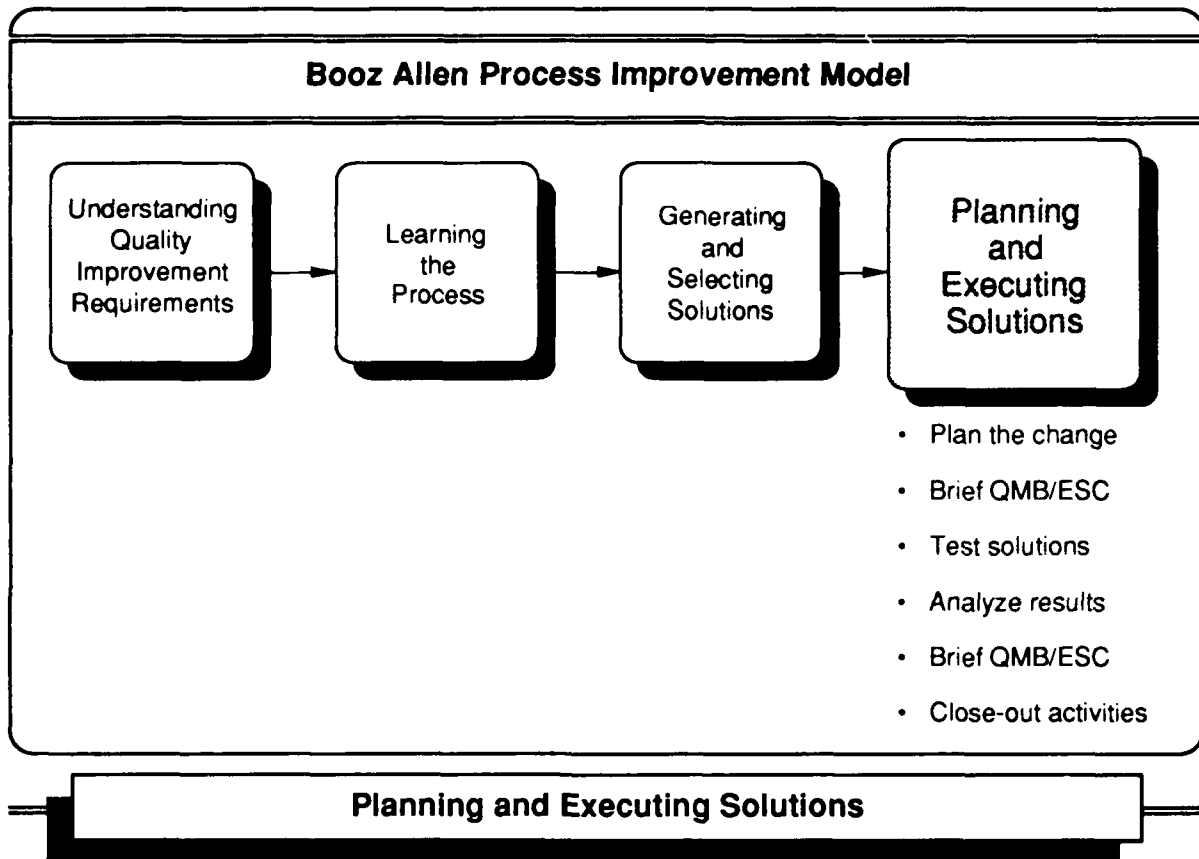 Booz Allen Process Improvement Model
Understanding
Quality
Improvement
Requirements
Learning
the
Process
Generating
and
Selecting
Solutions
Planning
and
Executing
Solutions
• Plan the change
• Brief QMB/ESC
• Test solutions
• Analyze results
• Brief QMB/ESC
• Close-out activities
Planning and Executing Solutions